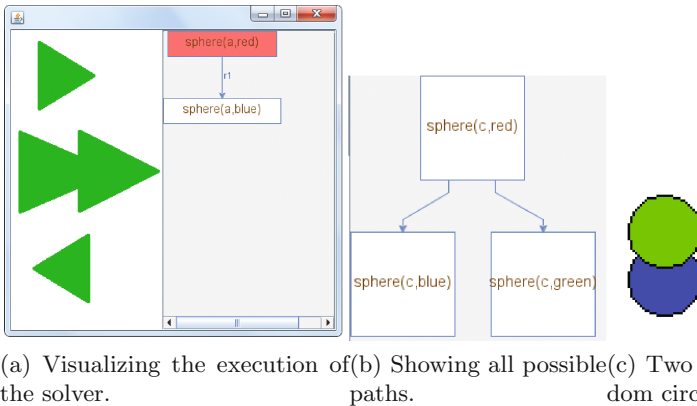 sphere(a,red)
r1
sphere(a,blue)
sphere(c,red)
sphere(c,blue)
sphere(c,green)
(a) Visualizing the execution of
the solver.
(b) Showing all possible
paths.
(c) Two
dom circ